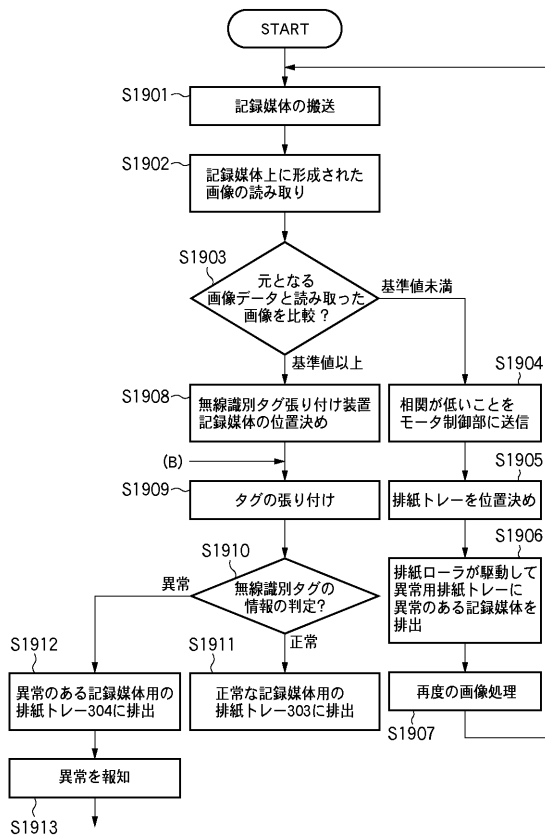 START
S1901
記録媒体の搬送
S1902
記録媒体上に形成された
画像の読み取り
S1903
元となる
画像データと読み取った
画像を比較?
基準値未満
基準値以上
S1904
相関が低いことを
モータ制御部に送信
S1908
無線識別タグ張り付け装置
記録媒体の位置決め
(B)
S1905
排紙トレーを位置決め
S1909
タグの張り付け
S1906
排紙ローラが駆動して
異常用排紙トレーに
異常のある記録媒体を
排出
S1910
無線識別タグの
情報の判定?
異常
正常
S1907
再度の画像処理
S1912
異常のある記録媒体用の
排紙トレー304に排出
S1911
正常な記録媒体用の
排紙トレー303に排出
異常を報知
S1913